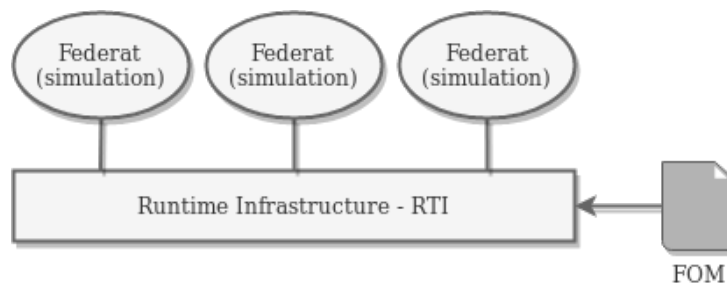 Federat
(simulation)
Federat
(simulation)
Federat
(simulation)
Runtime Infrastructure - RTI
FOM